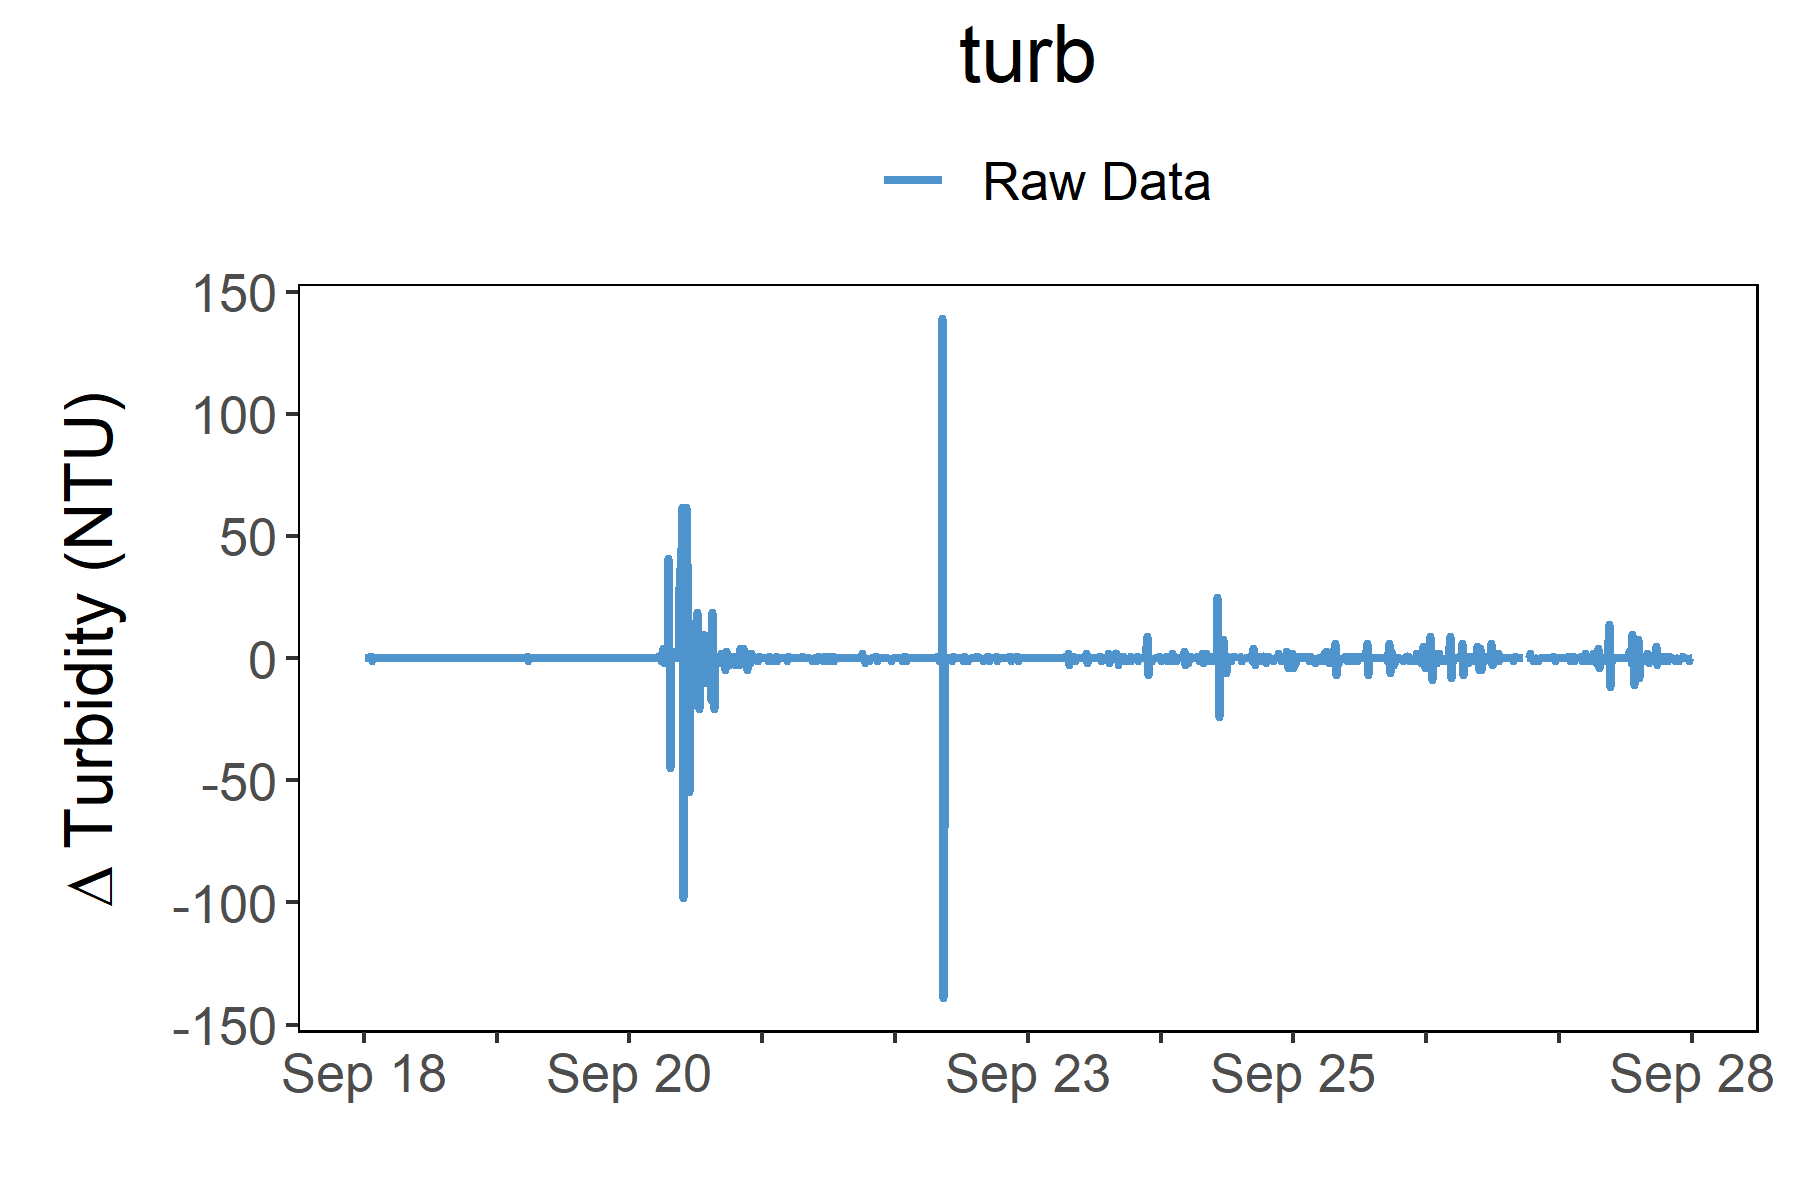 turb
Raw Data
Δ Turbidity (NTU)
150
100
50
0
-50
-100
-150
Sep 18
Sep 20
Sep 23
Sep 25
Sep 28